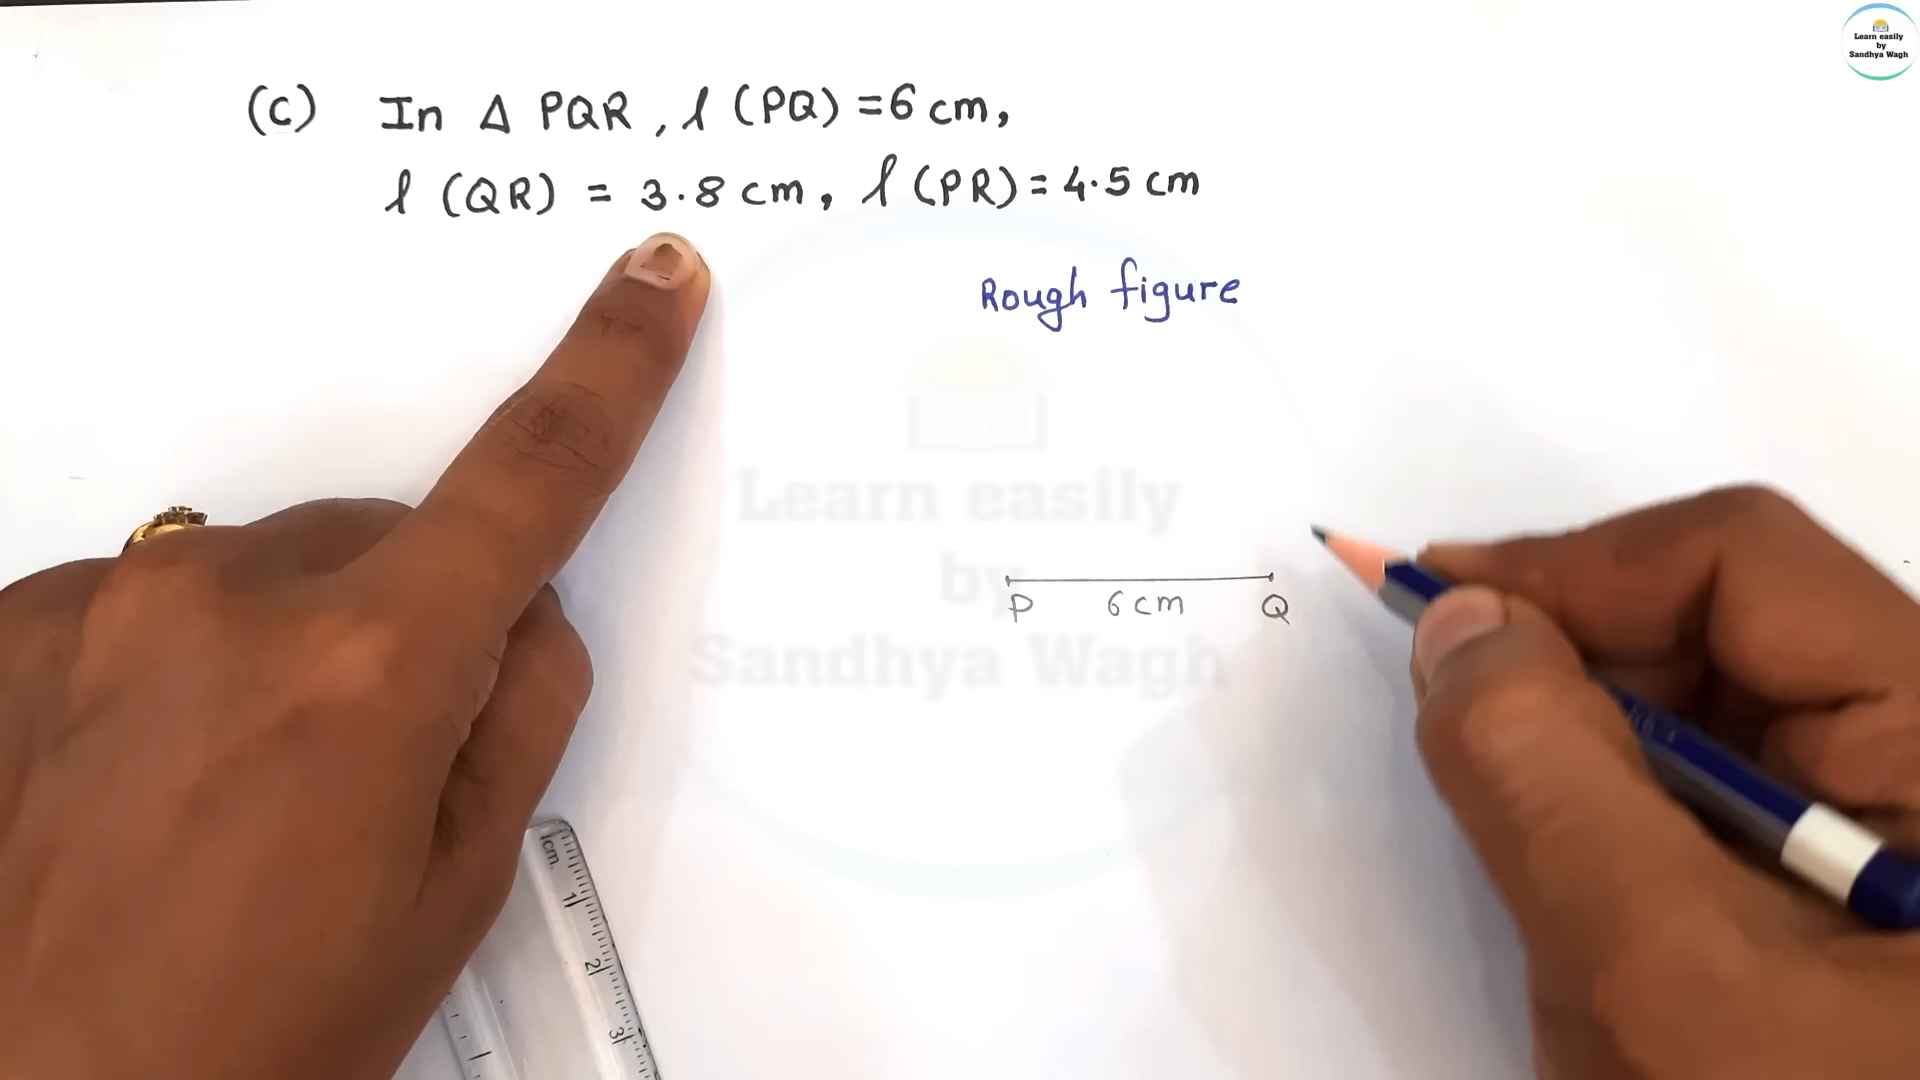 (C) In Δ PQR, l (PQ) = 6 cm,
l (QR) = 3.8 cm, l (PR) = 4.5 cm
Rough figure
P 6 cm Q
Learn easily
by
Sandhya Wagh
Learn easily
by
Sandhya Wagh
1cm.
1
2
3